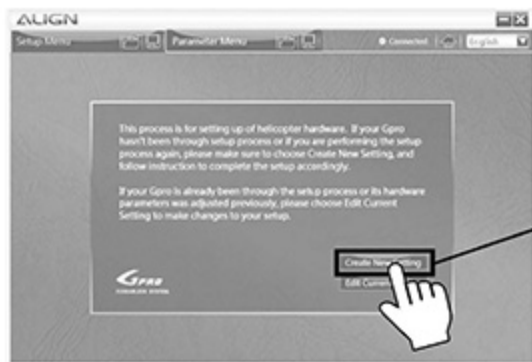 ALIGN
Setup Menu Parameter Menu Connected English
This process is for setting up of helicopter hardware. If your Gpro
hasn't been through setup process or if you are performing the setup
process again, please make sure to choose Create New Setting, and
follow instruction to complete the setup accordingly.
If your Gpro is already been through the setup process or its hardware
parameters was adjusted previously, please choose Edit Current
Setting to make changes to your setup.
Create New Setting
GPRO
Edit Current
FLYBARLESS SYSTEM